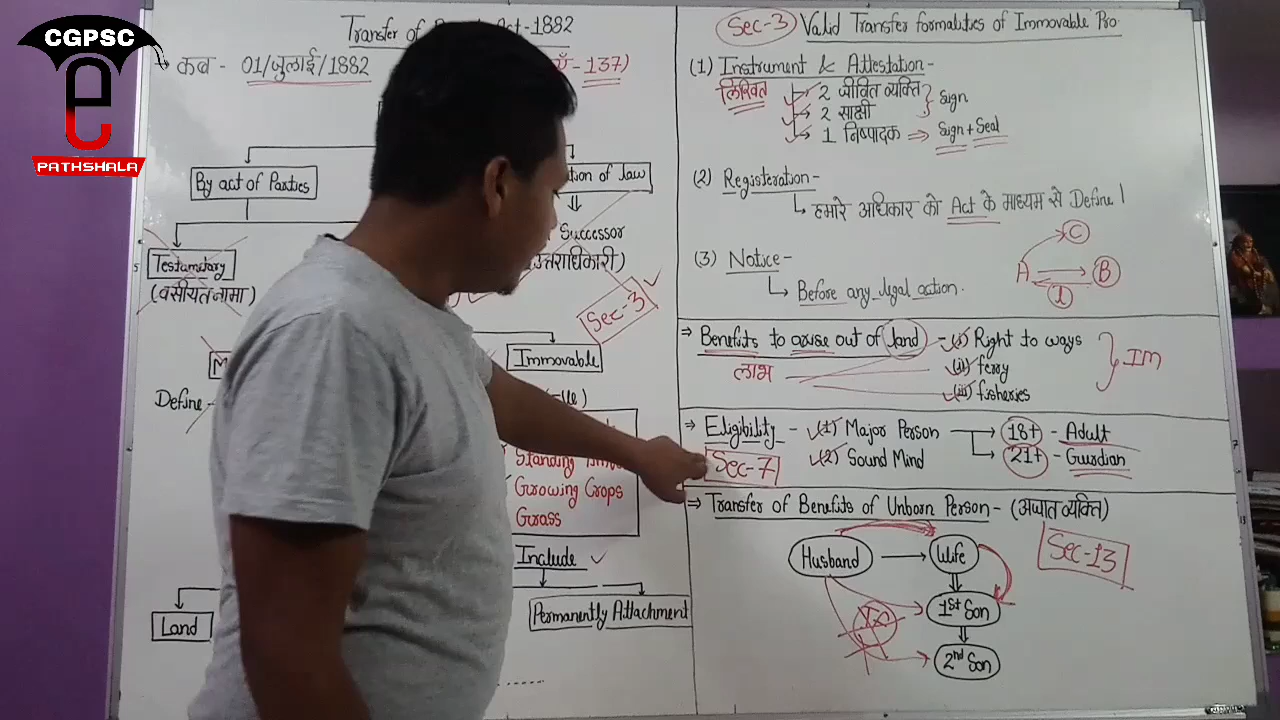 CGPSC
e
PATHSHALA
Transfer of Act-1882
→ कब - 01/जुलाई/1882
- 137)
By act of Parties
of law
Successor
Testamentary
(वसीयतनामा)
उत्तराधिकारी)
Sec-3
Immovable
Define -
Standing
Growing Crops
Grass
Include
Land
Permanently Attachment
Sec-3 Valid Transfer formalities of Immovable Pro.
(1) Instrument & Attestation -
लिखित
2 जीवित व्यक्ति
2 साक्षी
Sign
1 निष्पादक ⇒ Sign + Seal
(2) Registeration -
हमारे अधिकार को Act के माध्यम से Define।
(3) Notice -
Before any legal action.
A
B
C
1
⇒ Benefits to arise out of land - (i) Right to ways
लाभ
(ii) ferry
(iii) fisheries
IM
⇒ Eligibility - (1) Major Person
18+ - Adult
Sec-7
(2) Sound Mind
21+ - Guardian
⇒ Transfer of Benefits of Unborn Person - (अजात व्यक्ति)
Husband
Wife
Sec-13
1st Son
2nd Son